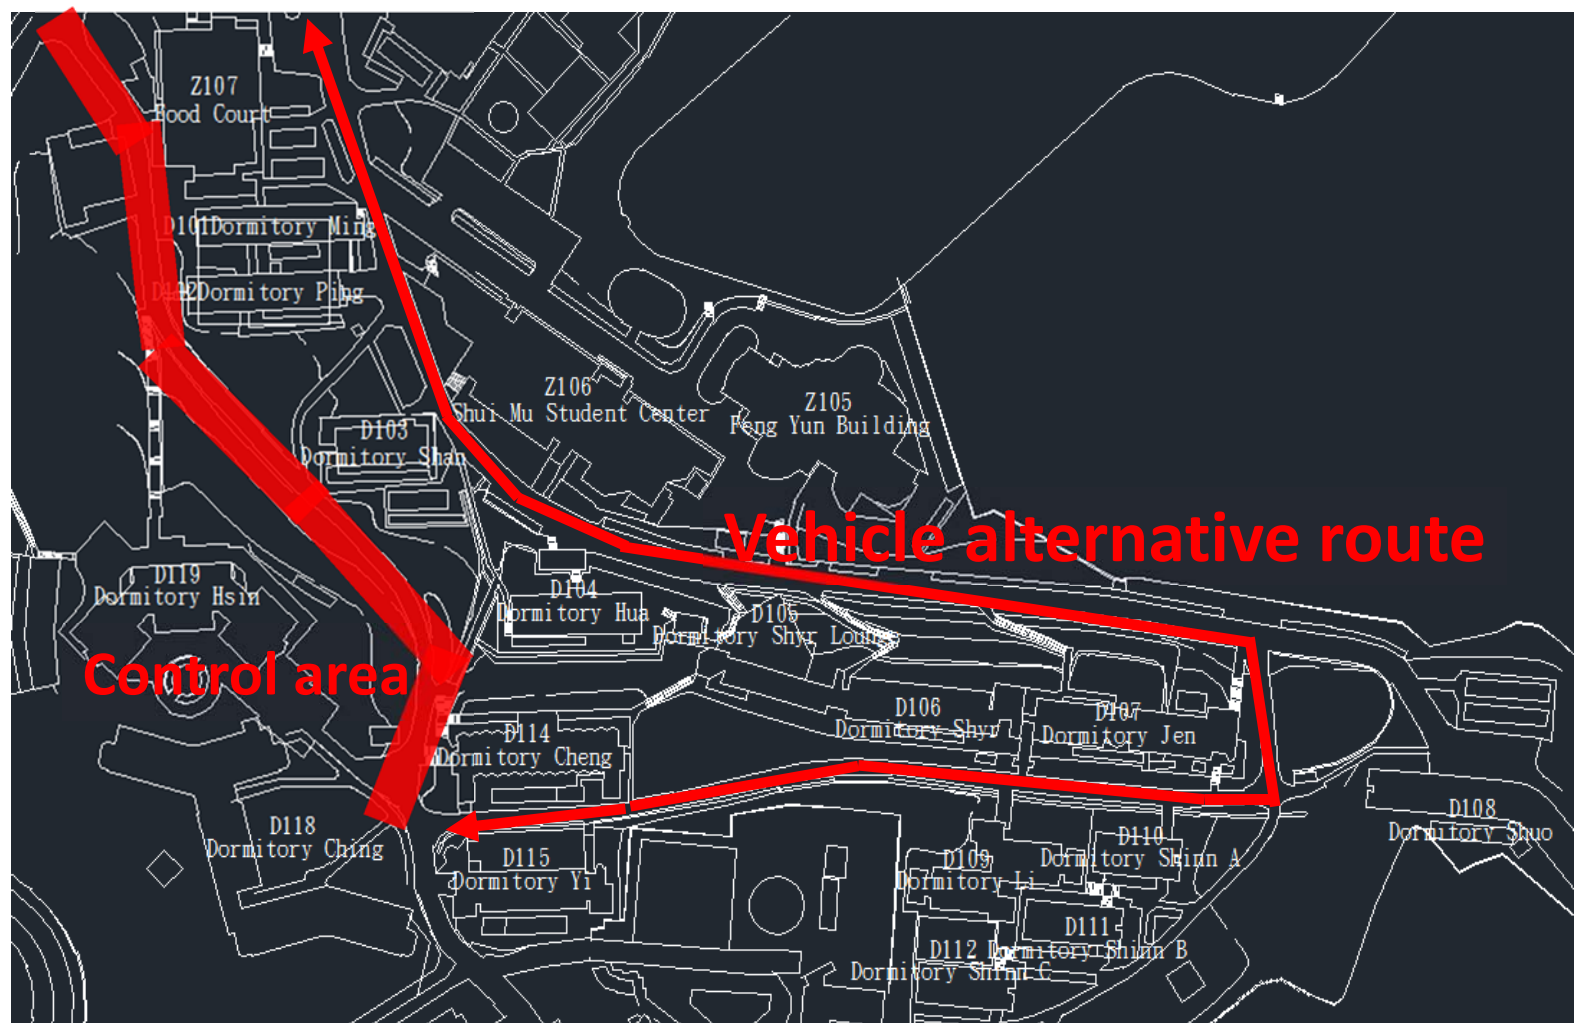 Z107
Food Court
D101Dormitory Ming
D102Dormitory Ping
Z106
Shui Mu Student Center
Z105
Feng Yun Building
D103
Dormitory Shan
Vehicle alternative route
D119
Dormitory Hsin
D104
Dormitory Hua
D105
Dormitory Shyr Loung
Control area
D106
Dormitory Shyr
D107
Dormitory Jen
D114
Dormitory Cheng
D108
Dormitory Shuo
D118
Dormitory Ching
D110
Dormitory Shinn A
D115
Dormitory Yi
D109
Dormitory Li
D111
Dormitory Shinn B
D112
Dormitory Shinn C